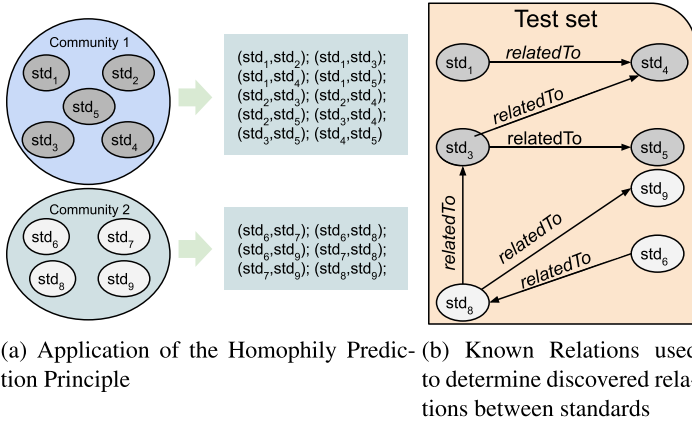 Community 1
std1
std2
std5
std3
std4
(std1,std2); (std1,std3);
(std1,std4); (std1,std5);
(std2,std3); (std2,std4);
(std2,std5); (std3,std4);
(std3,std5); (std4,std5)
Community 2
std6
std7
std8
std9
(std6,std7); (std6,std8);
(std6,std9); (std7,std8);
(std7,std9); (std8,std9);
(a) Application of the Homophily Predic-
tion Principle
Test set
std1
relatedTo
std4
relatedTo
std3
relatedTo
std5
std9
relatedTo
relatedTo
std6
relatedTo
std8
(b) Known Relations used
to determine discovered rela-
tions between standards